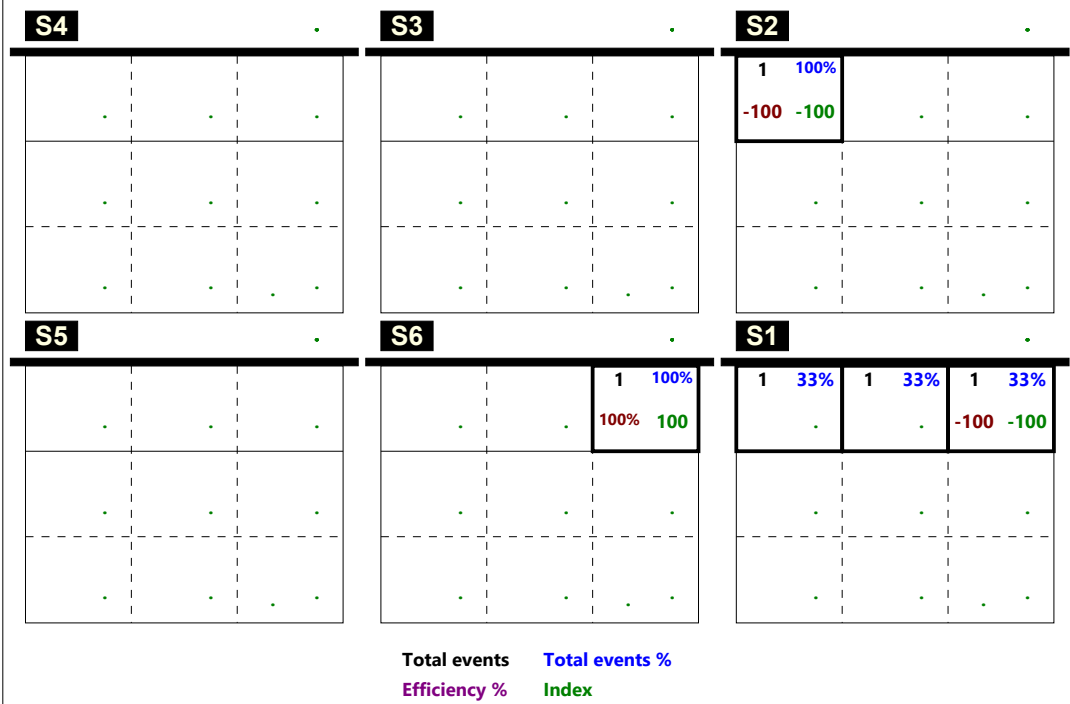 S4 S3 S2
1 100%
-100 -100
S5 S6 S1
1 100% 1 33% 1 33% 1 33%
100% 100 -100 -100
Total events Total events %
Efficiency % Index